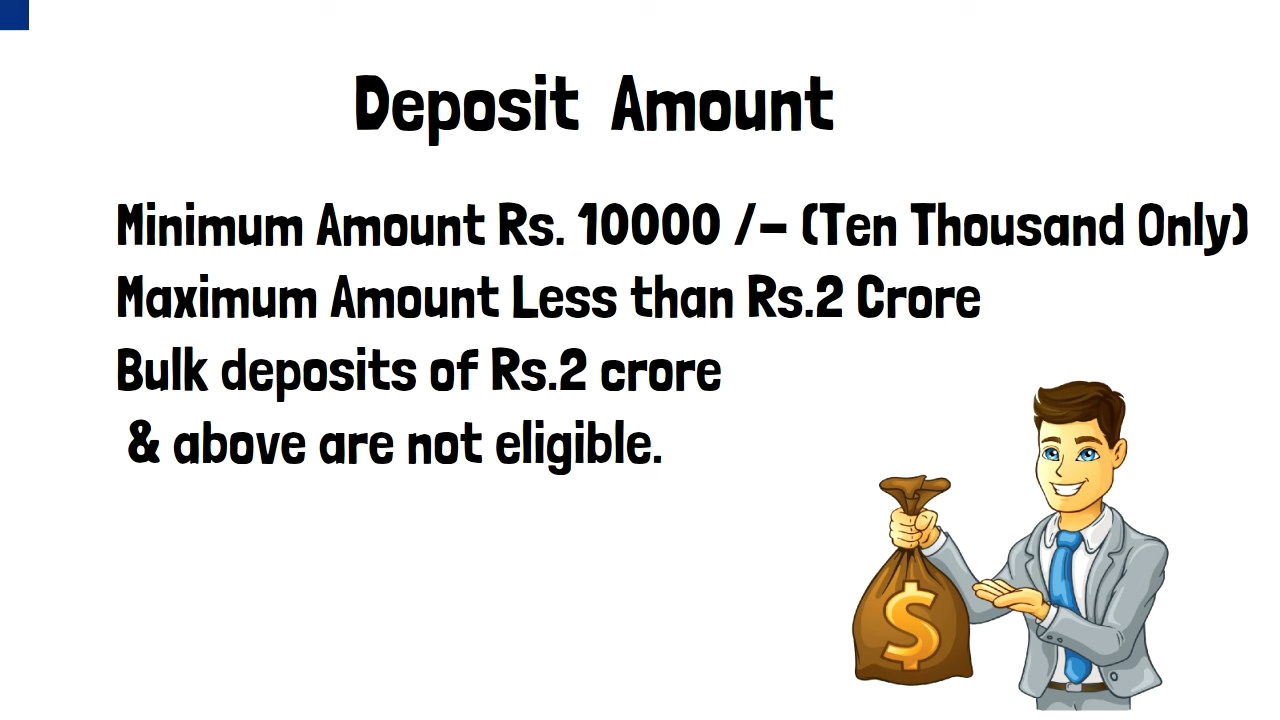 Deposit Amount
Minimum Amount Rs. 10000 /- (Ten Thousand Only)
Maximum Amount Less than Rs.2 Crore
Bulk deposits of Rs.2 crore
& above are not eligible.
$